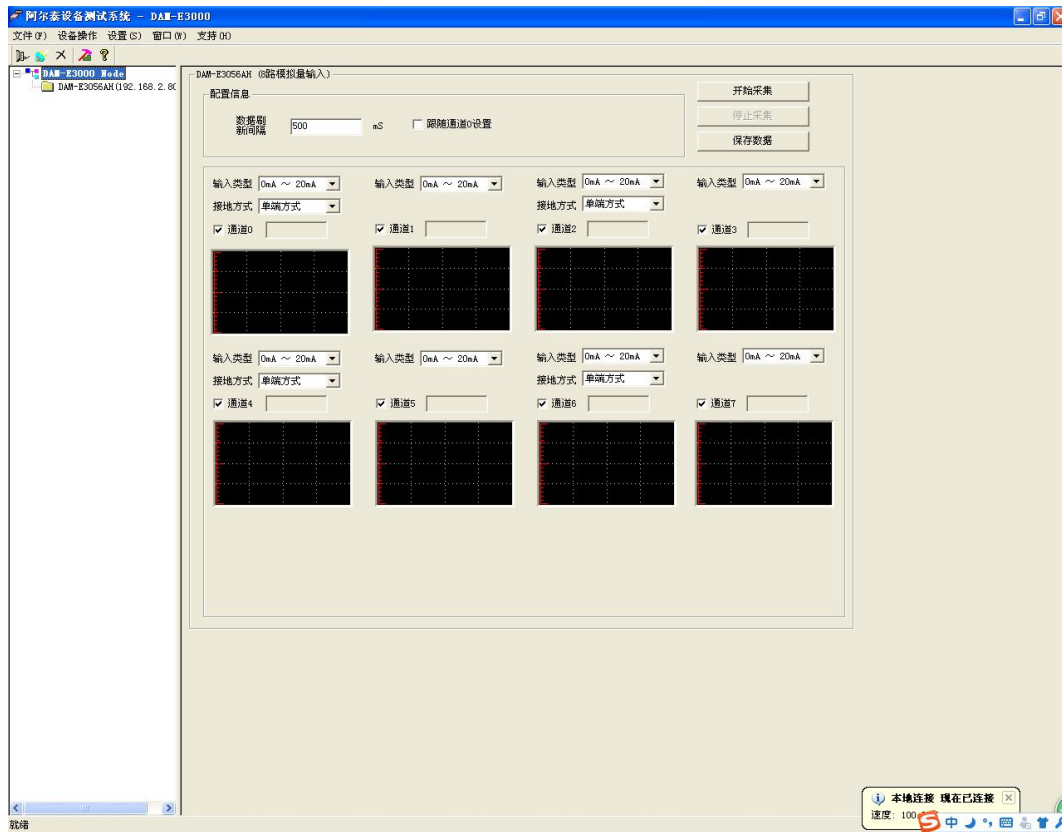 阿尔泰设备测试系统 - DAM-E3000
文件(F) 设备操作 设置(S) 窗口(W) 支持(H)
DAM-E3000 Node
DAM-E3056AH(192.168.2.80
DAM-E3056AH (8路模拟量输入)
配置信息
数据刷新间隔 500 mS 跟随通道0设置
开始采集
停止采集
保存数据
输入类型 0mA ～ 20mA 输入类型 0mA ～ 20mA 输入类型 0mA ～ 20mA 输入类型 0mA ～ 20mA
接地方式 单端方式 接地方式 单端方式
通道0 通道1 通道2 通道3
输入类型 0mA ～ 20mA 输入类型 0mA ～ 20mA 输入类型 0mA ～ 20mA 输入类型 0mA ～ 20mA
接地方式 单端方式 接地方式 单端方式
通道4 通道5 通道6 通道7
本地连接 现在已连接
速度: 100
中
就绪